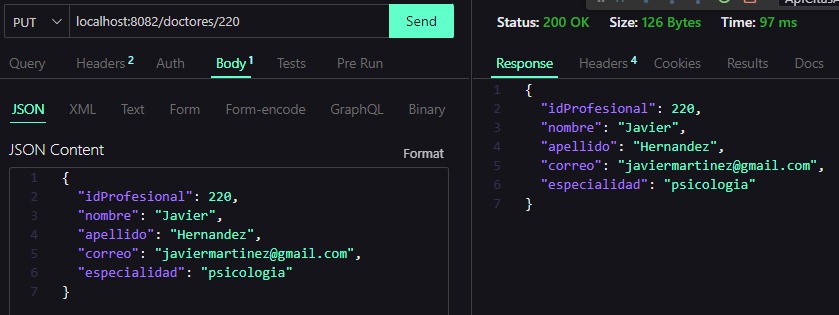 PUT localhost:8082/doctores/220 Send
Query Headers 2 Auth Body 1 Tests Pre Run
JSON XML Text Form Form-encode GraphQL Binary
JSON Content Format
1 {
2 "idProfesional": 220,
3 "nombre": "Javier",
4 "apellido": "Hernandez",
5 "correo": "javiermartinez@gmail.com",
6 "especialidad": "psicologia"
7 }
Status: 200 OK Size: 126 Bytes Time: 97 ms
Response Headers 4 Cookies Results Docs
1 {
2 "idProfesional": 220,
3 "nombre": "Javier",
4 "apellido": "Hernandez",
5 "correo": "javiermartinez@gmail.com",
6 "especialidad": "psicologia"
7 }